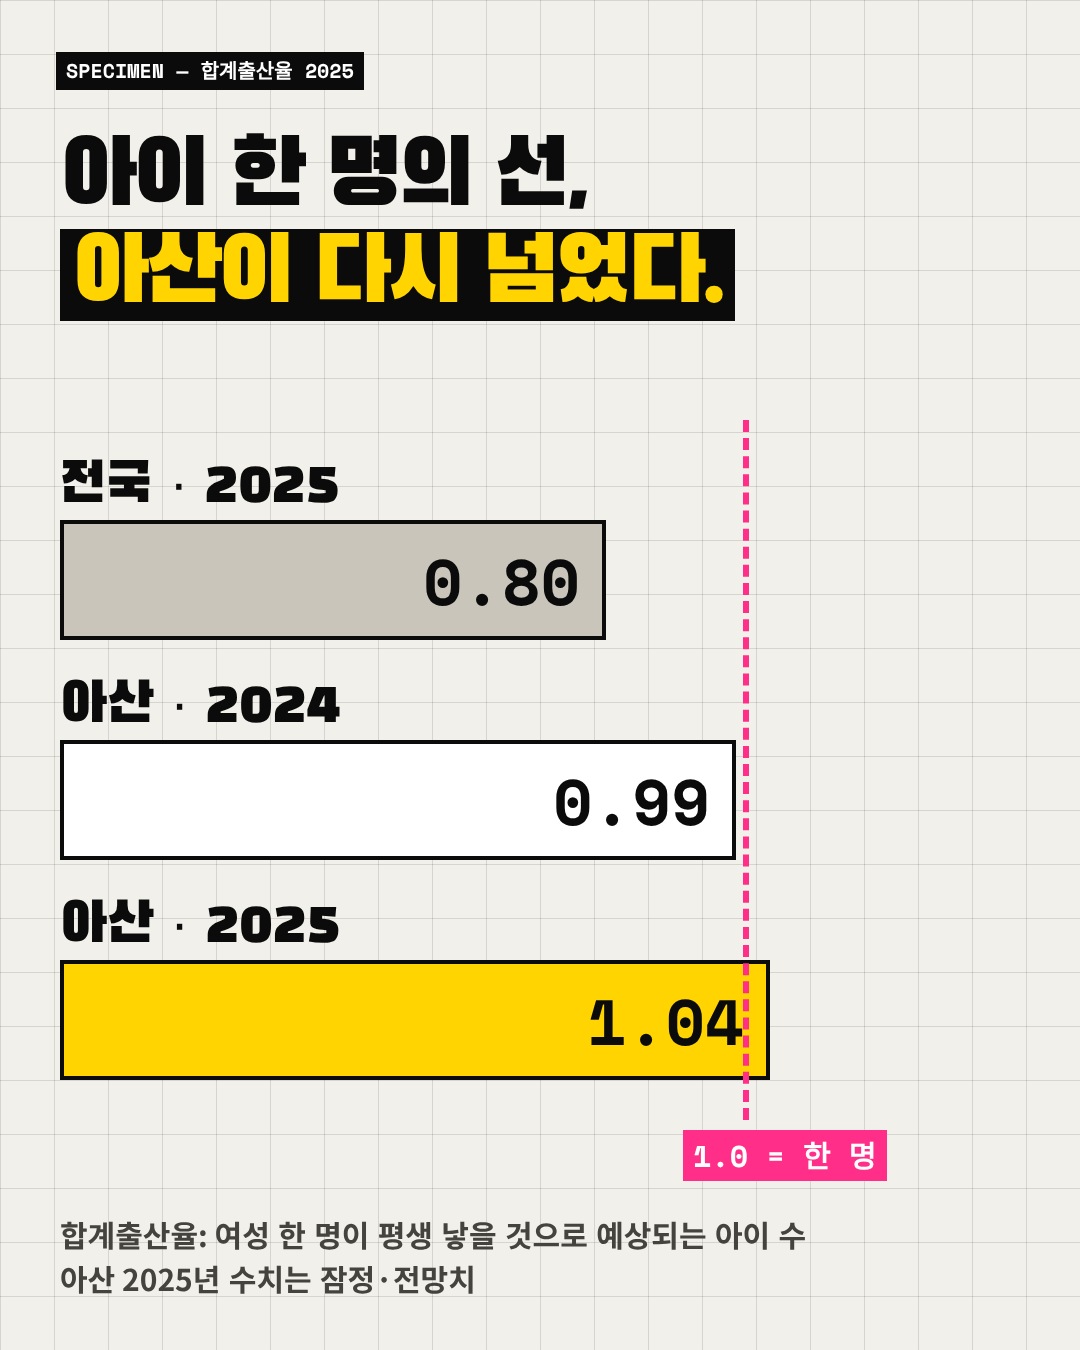 SPECIMEN — 합계출산율 2025
아이 한 명의 선,
아산이 다시 넘었다.
전국 · 2025
0.80
아산 · 2024
0.99
아산 · 2025
1.04
1.0 = 한 명
합계출산율: 여성 한 명이 평생 낳을 것으로 예상되는 아이 수
아산 2025년 수치는 잠정·전망치